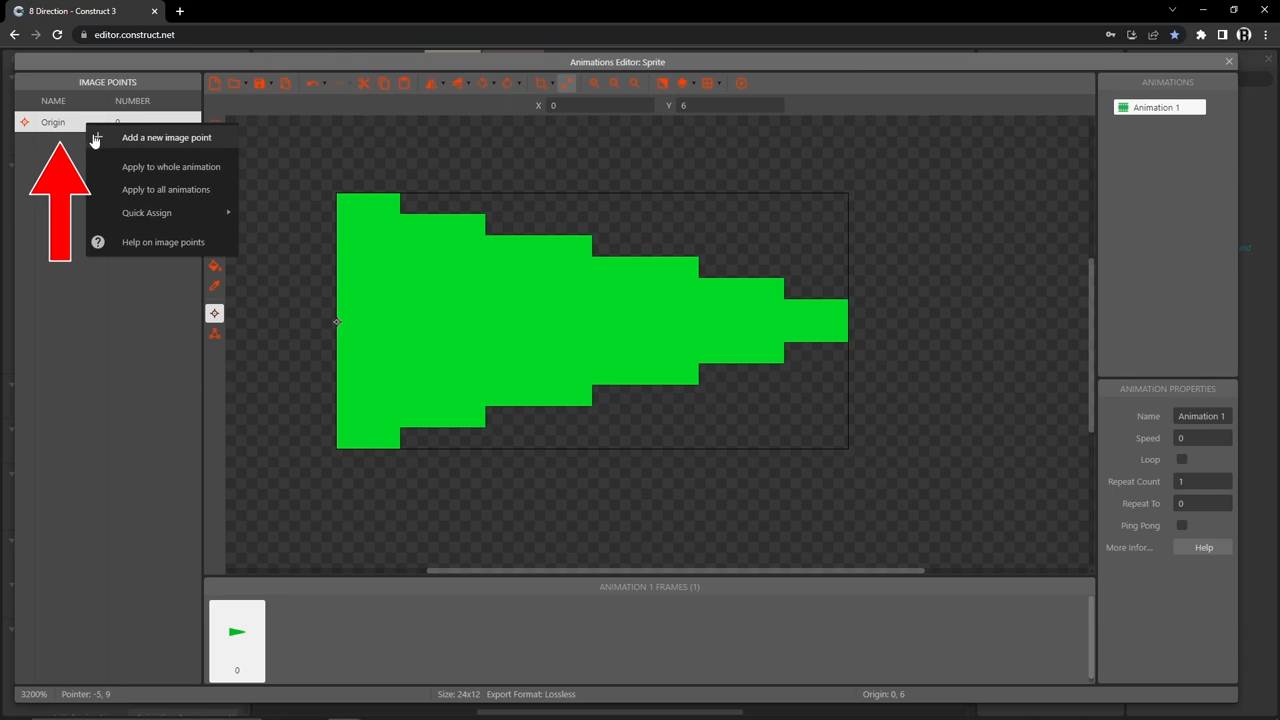 8 Direction - Construct 3
editor.construct.net
Animations Editor: Sprite
IMAGE POINTS
NAME NUMBER
Origin 0
Add a new image point
Apply to whole animation
Apply to all animations
Quick Assign
Help on image points
X 0 Y 6
ANIMATIONS
Animation 1
ANIMATION PROPERTIES
Name Animation 1
Speed 0
Loop
Repeat Count 1
Repeat To 0
Ping Pong
More Infor... Help
ANIMATION 1 FRAMES (1)
0
3200% Pointer: -5, 9 Size: 24x12 Export Format: Lossless Origin: 0, 6